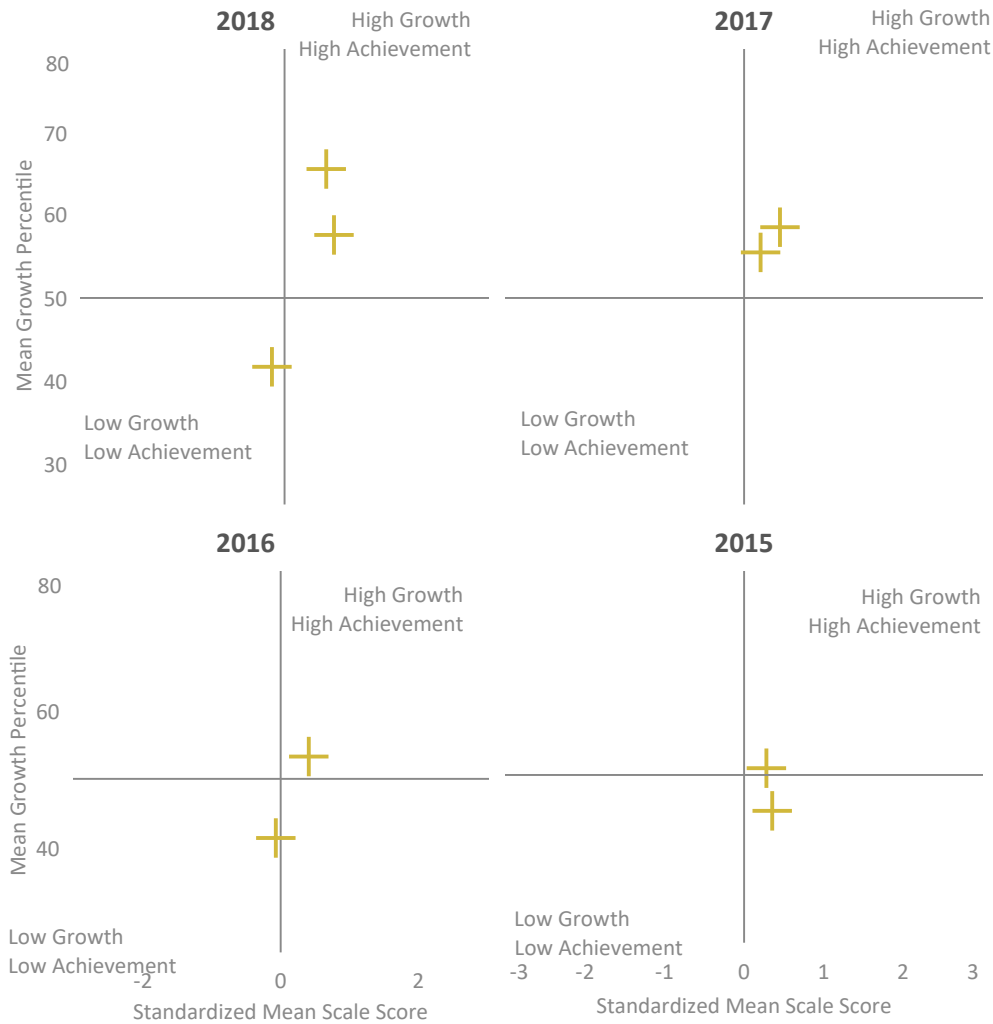 2018
High Growth
High Achievement
80
70
60
50
40
30
Mean Growth Percentile
Low Growth
Low Achievement
2017
High Growth
High Achievement
Low Growth
Low Achievement
2016
High Growth
High Achievement
80
60
40
Mean Growth Percentile
Low Growth
Low Achievement
-2 0 2
Standardized Mean Scale Score
2015
High Growth
High Achievement
Low Growth
Low Achievement
-3 -2 -1 0 1 2 3
Standardized Mean Scale Score